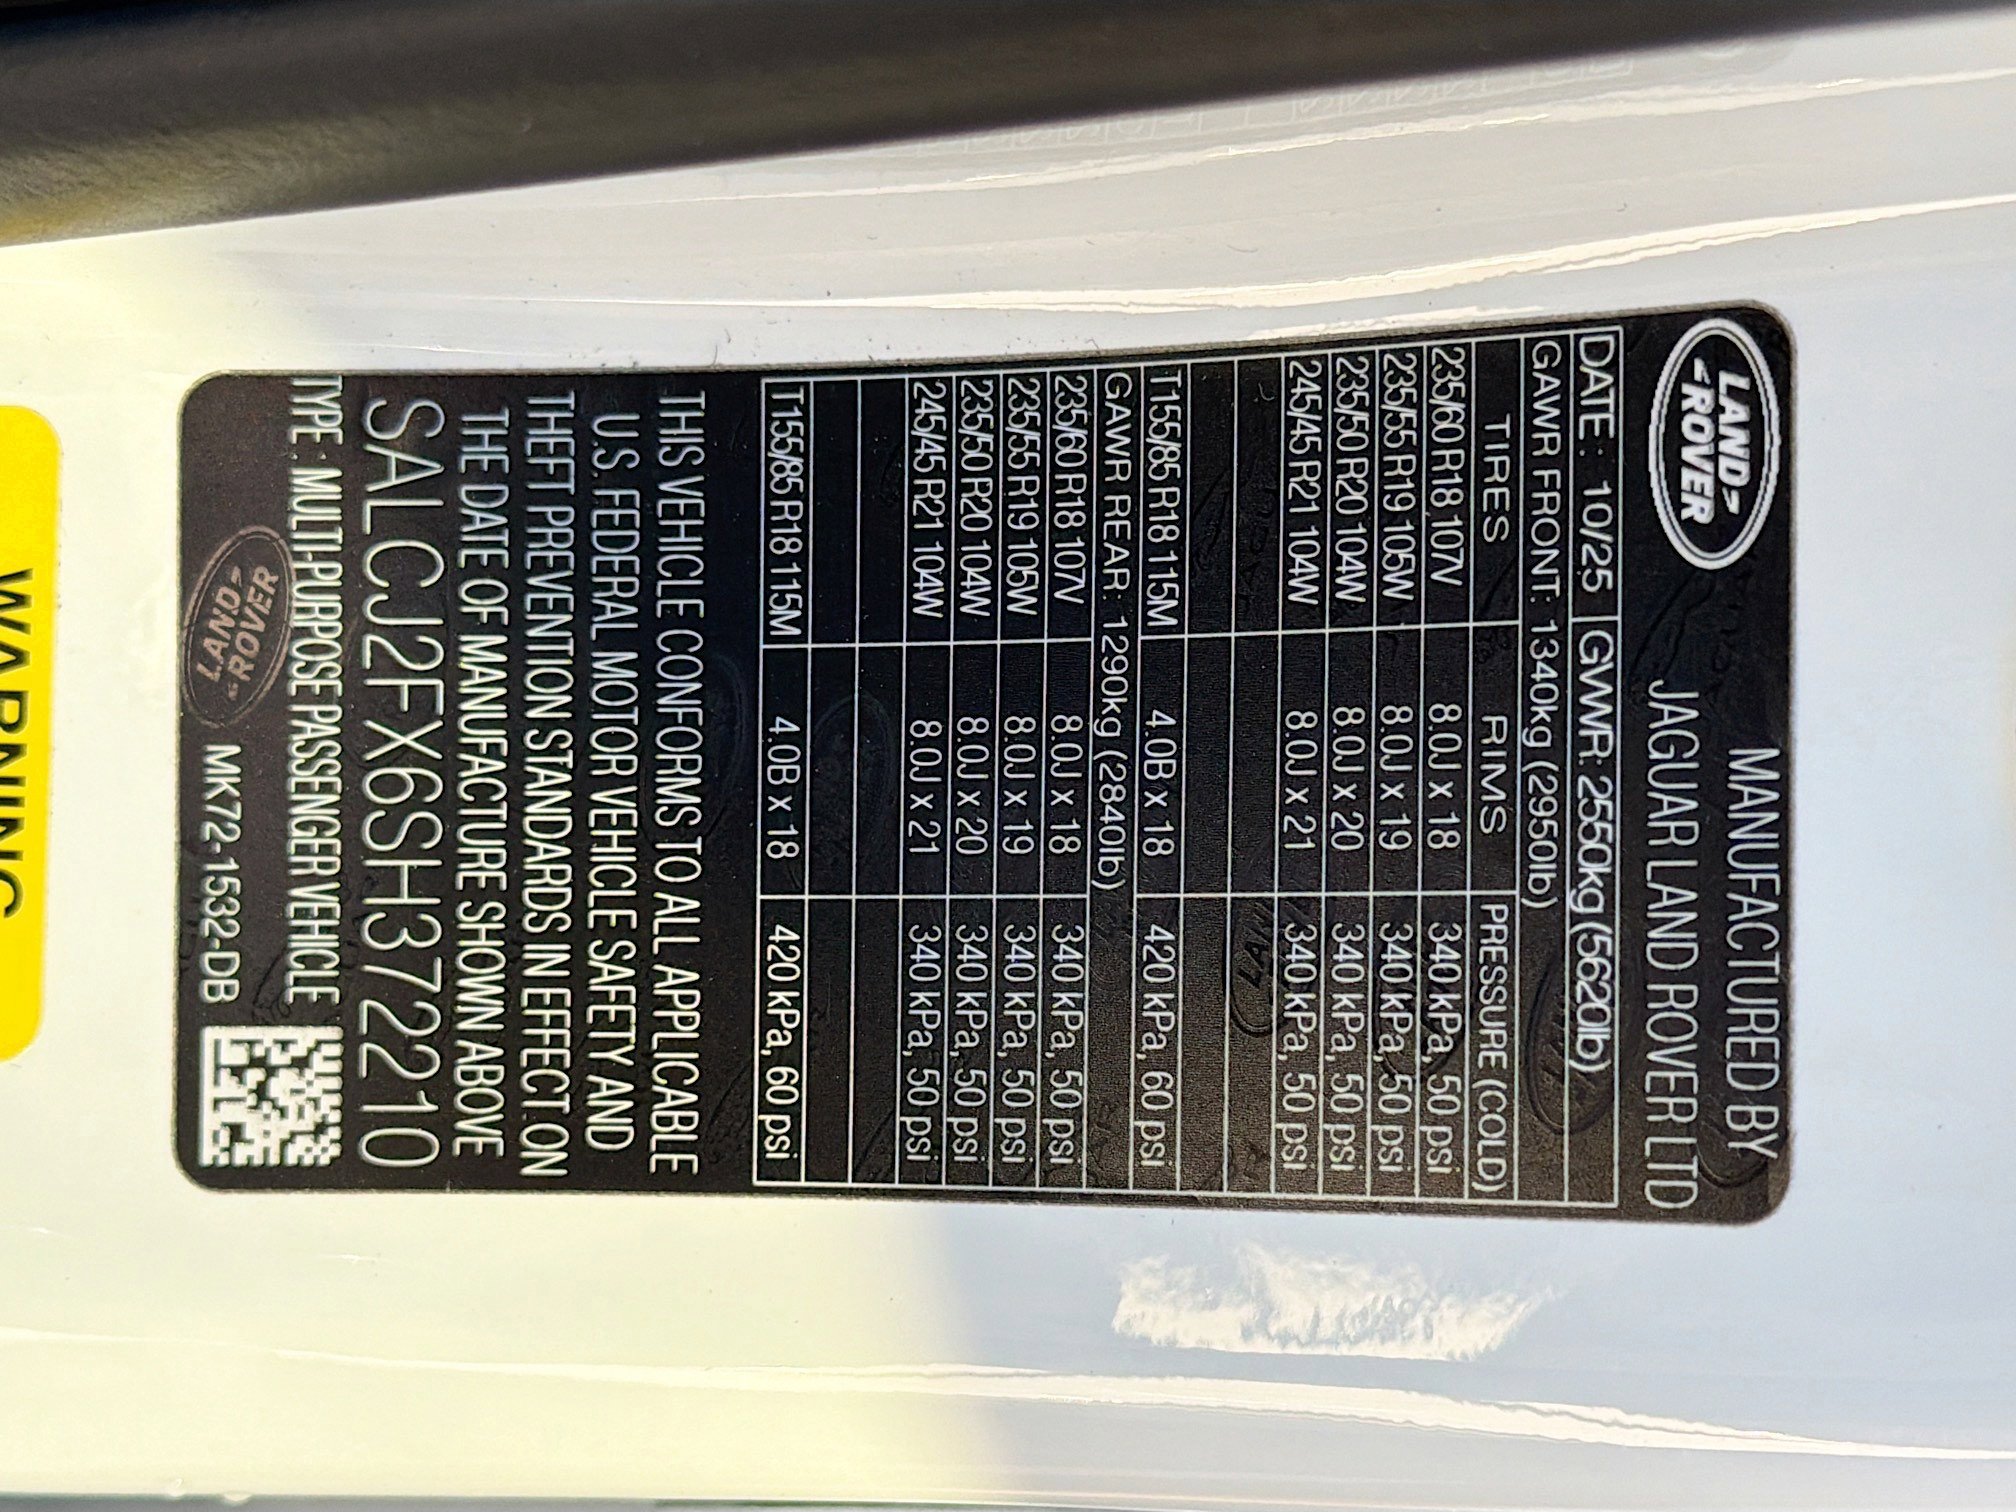 LAND
ROVER
MANUFACTURED BY
JAGUAR LAND ROVER LTD
DATE : 10/25 GWWR: 2550kg (5620lb)
GAWR FRONT: 1340kg (2950lb)
TIRES RIMS PRESSURE (COLD)
235/60 R18 107V 8.0J x 18 340 kPa, 50 psi
235/55 R19 105W 8.0J x 19 340 kPa, 50 psi
235/50 R20 104W 8.0J x 20 340 kPa, 50 psi
245/45 R21 104W 8.0J x 21 340 kPa, 50 psi
T155/85 R18 115M 4.0B x 18 420 kPa, 60 psi
GAWR REAR: 1290kg (2840lb)
235/60 R18 107V 8.0J x 18 340 kPa, 50 psi
235/55 R19 105W 8.0J x 19 340 kPa, 50 psi
235/50 R20 104W 8.0J x 20 340 kPa, 50 psi
245/45 R21 104W 8.0J x 21 340 kPa, 50 psi
T155/85 R18 115M 4.0B x 18 420 kPa, 60 psi
THIS VEHICLE CONFORMS TO ALL APPLICABLE
U.S. FEDERAL MOTOR VEHICLE SAFETY AND
THEFT PREVENTION STANDARDS IN EFFECT ON
THE DATE OF MANUFACTURE SHOWN ABOVE
SALCJ2FX6SH372210
TYPE : MULTI-PURPOSE PASSENGER VEHICLE
LAND
ROVER
MK72-1532-DB
WARNING